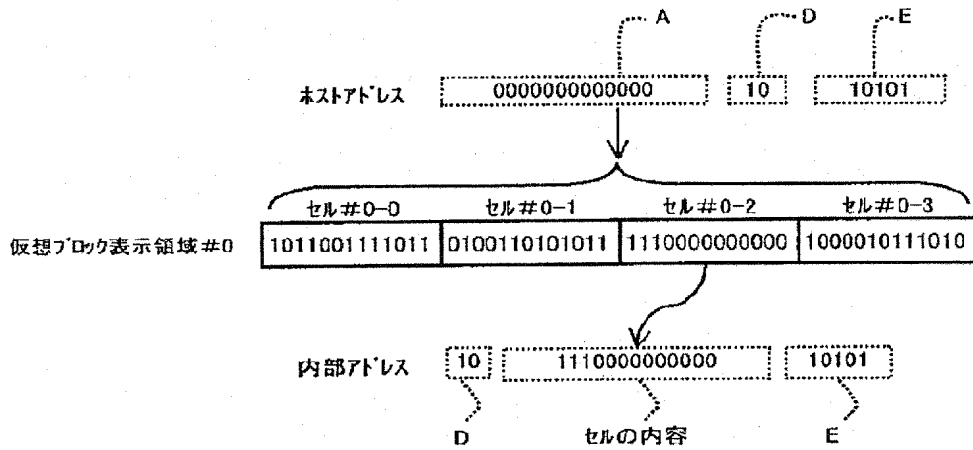 A D E
ホストアドレス 0000000000000 10 10101
セル#0-0 セル#0-1 セル#0-2 セル#0-3
仮想ブロック表示領域#0 1011001111011 0100110101011 1110000000000 1000010111010
内部アドレス 10 1110000000000 10101
D セルの内容 E